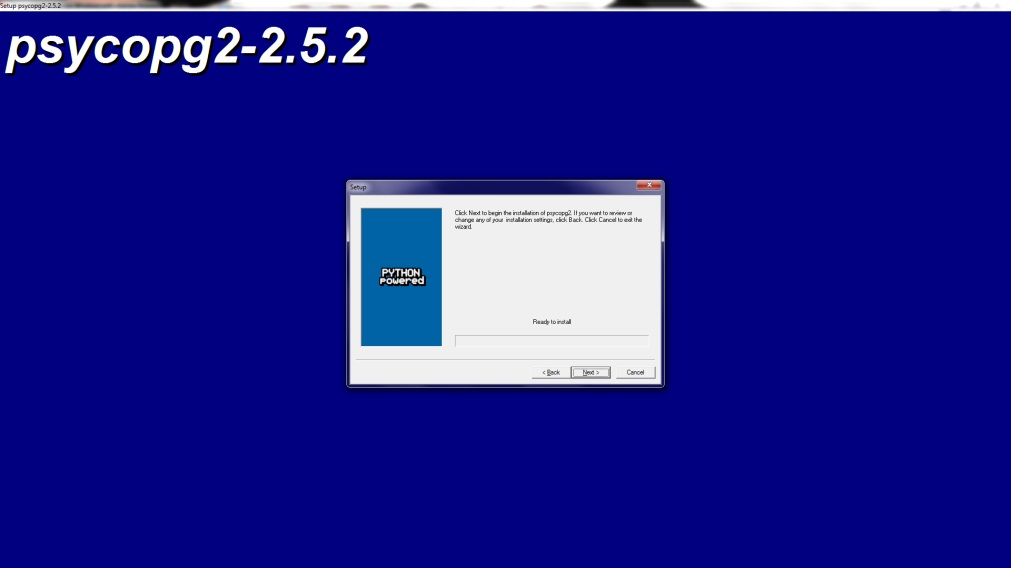 Setup psycopg2-2.5.2
psycopg2-2.5.2
Setup
Click Next to begin the installation of psycopg2. If you want to review or
change any of your installation settings, click Back. Click Cancel to exit the
wizard.
PYTHON
powered
Ready to install
< Back
Next >
Cancel